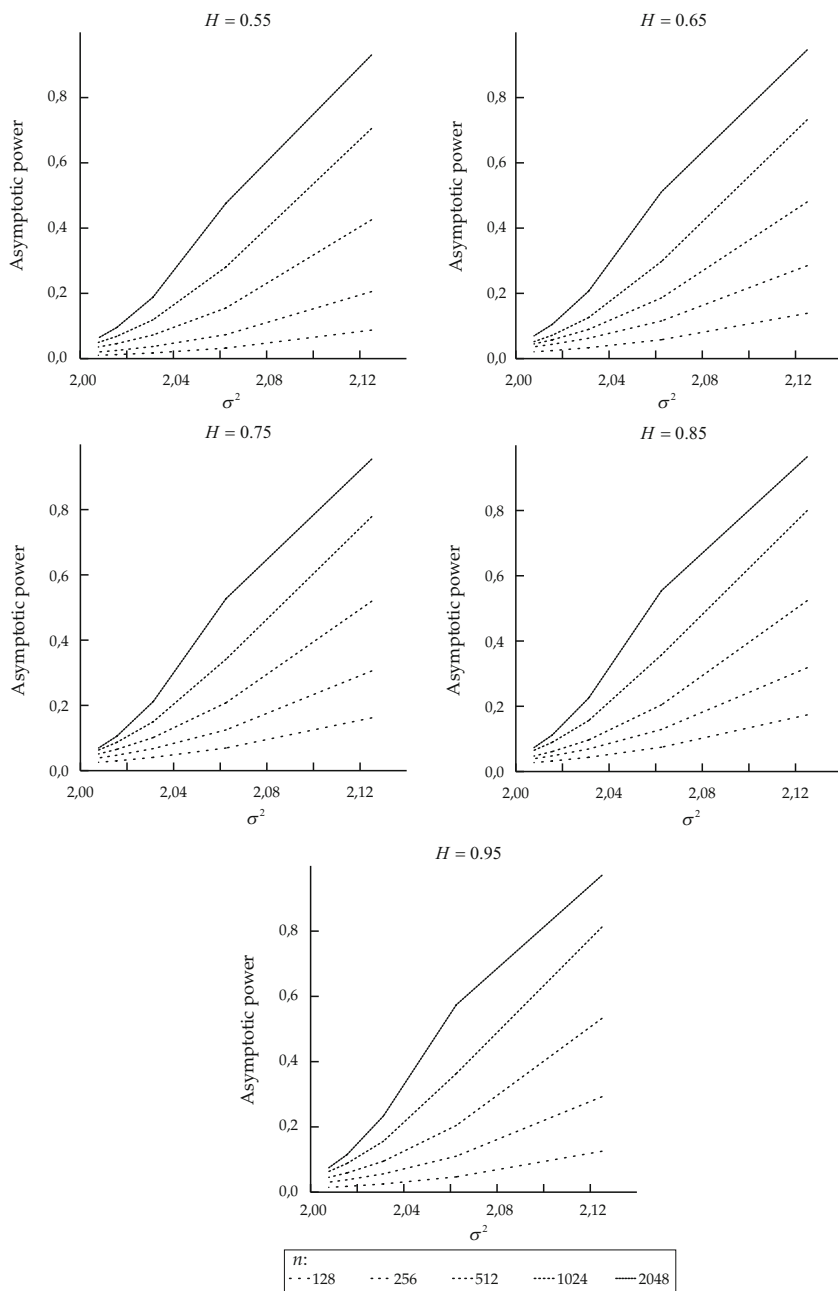 H = 0.55
Asymptotic power
0,8
0,6
0,4
0,2
0,0
2,00 2,04 2,08 2,12
σ²
H = 0.65
Asymptotic power
0,8
0,6
0,4
0,2
0,0
2,00 2,04 2,08 2,12
σ²
H = 0.75
Asymptotic power
0,8
0,6
0,4
0,2
0,0
2,00 2,04 2,08 2,12
σ²
H = 0.85
Asymptotic power
0,8
0,6
0,4
0,2
0,0
2,00 2,04 2,08 2,12
σ²
H = 0.95
Asymptotic power
0,8
0,6
0,4
0,2
0,0
2,00 2,04 2,08 2,12
σ²
n:
128 256 512 1024 2048